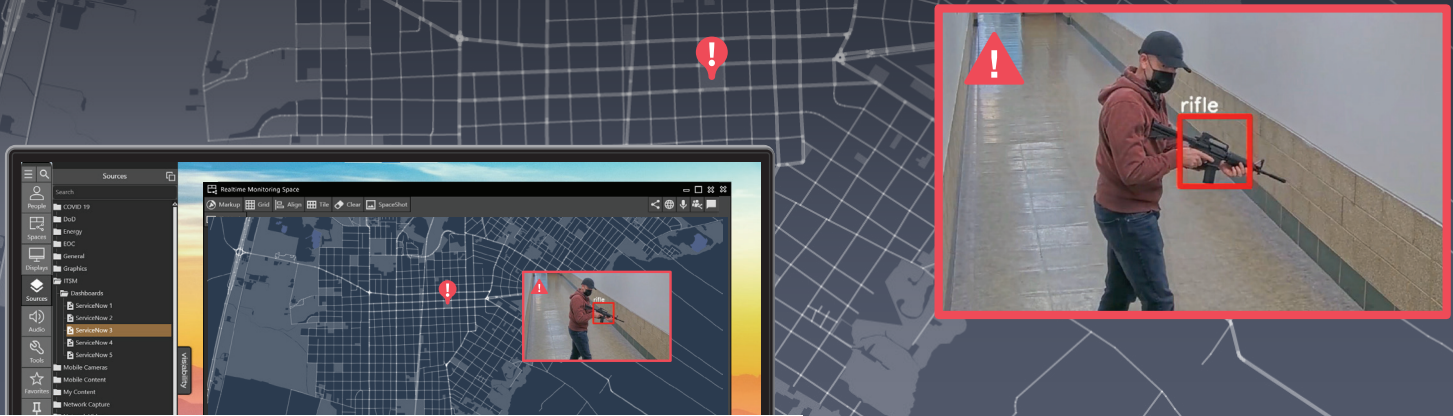 !
!
rifle
Sources
Search
People
Spaces
Displays
Sources
Audio
Tools
Favorites
COVID 19
DoD
Energy
EOC
General
Graphics
ITSM
Dashboards
ServiceNow 1
ServiceNow 2
ServiceNow 3
ServiceNow 4
ServiceNow 5
Mobile Cameras
Mobile Content
My Content
Network Capture
Visability
Realtime Monitoring Space
Markup Grid Align Tile Clear SpaceShot
!
!
rifle